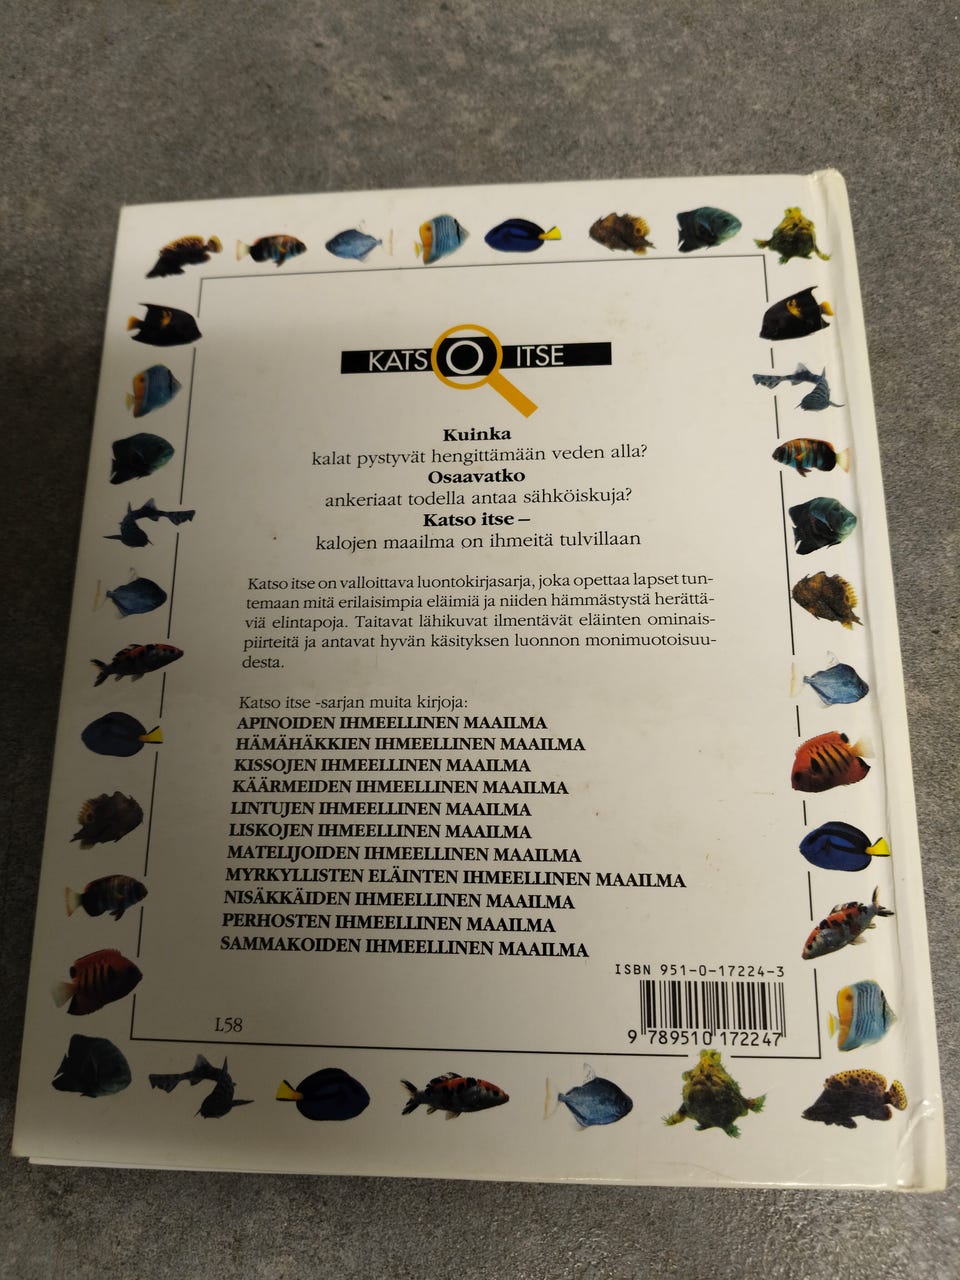 KATSO ITSE
Kuinka
kalat pystyvät hengittämään veden alla?
Osaavatko
ankeriaat todella antaa sähköiskuja?
Katso itse –
kalojen maailma on ihmeitä tulvillaan
Katso itse on valloittava luontokirjasarja, joka opettaa lapset tun-
temaan mitä erilaisimpia eläimiä ja niiden hämmästystä herättä-
viä elintapoja. Taitavat lähikuvat ilmentävät eläinten ominais-
piirteitä ja antavat hyvän käsityksen luonnon monimuotoisuu-
desta.
Katso itse -sarjan muita kirjoja:
APINOIDEN IHMEELLINEN MAAILMA
HÄMÄHÄKKIEN IHMEELLINEN MAAILMA
KISSOJEN IHMEELLINEN MAAILMA
KÄÄRMEIDEN IHMEELLINEN MAAILMA
LINTUJEN IHMEELLINEN MAAILMA
LISKOJEN IHMEELLINEN MAAILMA
MATELIJOIDEN IHMEELLINEN MAAILMA
MYRKYLLISTEN ELÄINTEN IHMEELLINEN MAAILMA
NISÄKKÄIDEN IHMEELLINEN MAAILMA
PERHOSTEN IHMEELLINEN MAAILMA
SAMMAKOIDEN IHMEELLINEN MAAILMA
ISBN 951-0-17224-3
L58
9 789510 172247